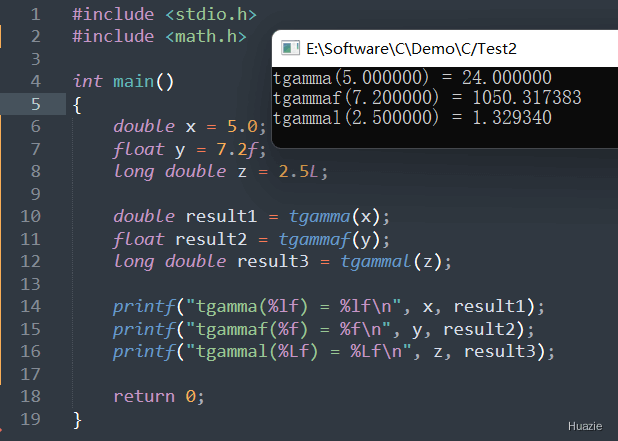 1 #include <stdio.h>
2 #include <math.h>
3
4 int main()
5 {
6     double x = 5.0;
7     float y = 7.2f;
8     long double z = 2.5L;
9
10     double result1 = tgamma(x);
11     float result2 = tgammaf(y);
12     long double result3 = tgammal(z);
13
14     printf("tgamma(%lf) = %lf\n", x, result1);
15     printf("tgammaf(%f) = %f\n", y, result2);
16     printf("tgammal(%Lf) = %Lf\n", z, result3);
17
18     return 0;
19 }
E:\Software\C\Demo\C/Test2
tgamma(5.000000) = 24.000000
tgammaf(7.200000) = 1050.317383
tgammal(2.500000) = 1.329340
Huazie